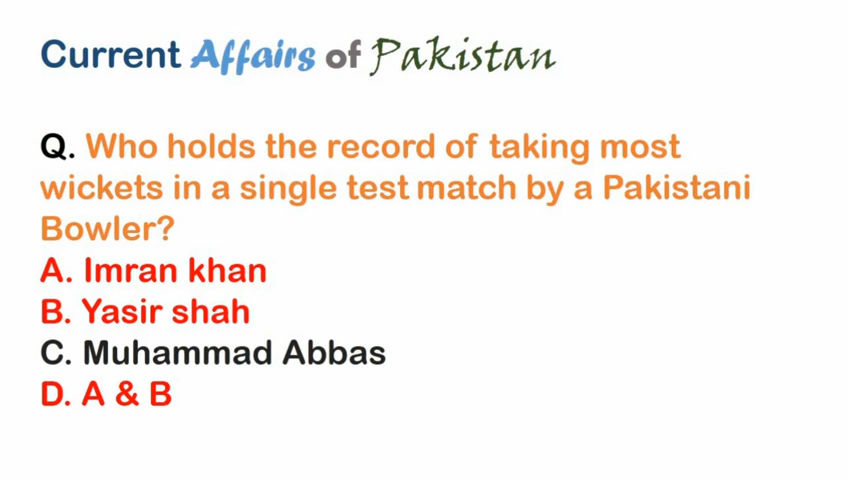 Current Affairs of Pakistan
Q. Who holds the record of taking most
wickets in a single test match by a Pakistani
Bowler?
A. Imran khan
B. Yasir shah
C. Muhammad Abbas
D. A & B